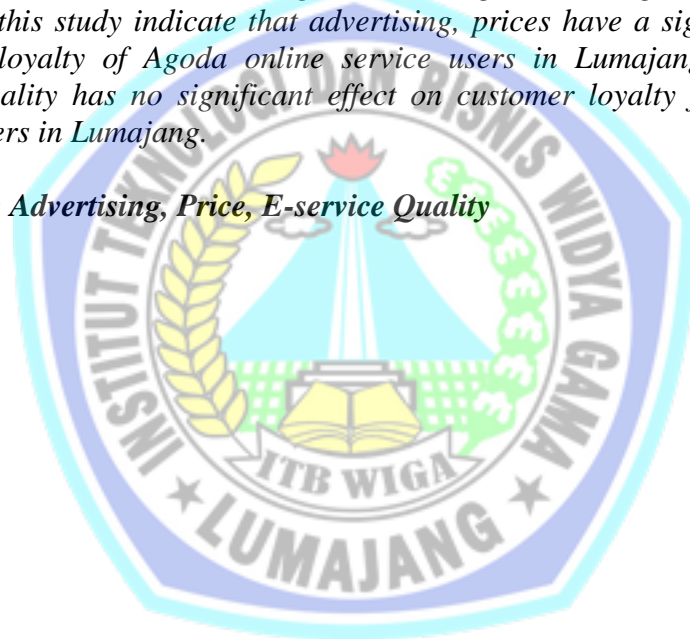 this study indicate that advertising, prices have a sig
loyalty of Agoda online service users in Lumajang
ality has no significant effect on customer loyalty
ers in Lumajang.
Advertising, Price, E-service Quality
INSTITUT TEKNOLOGI DAN BISNIS WIDYA GAMA
ITB WIGA
LUMAJANG